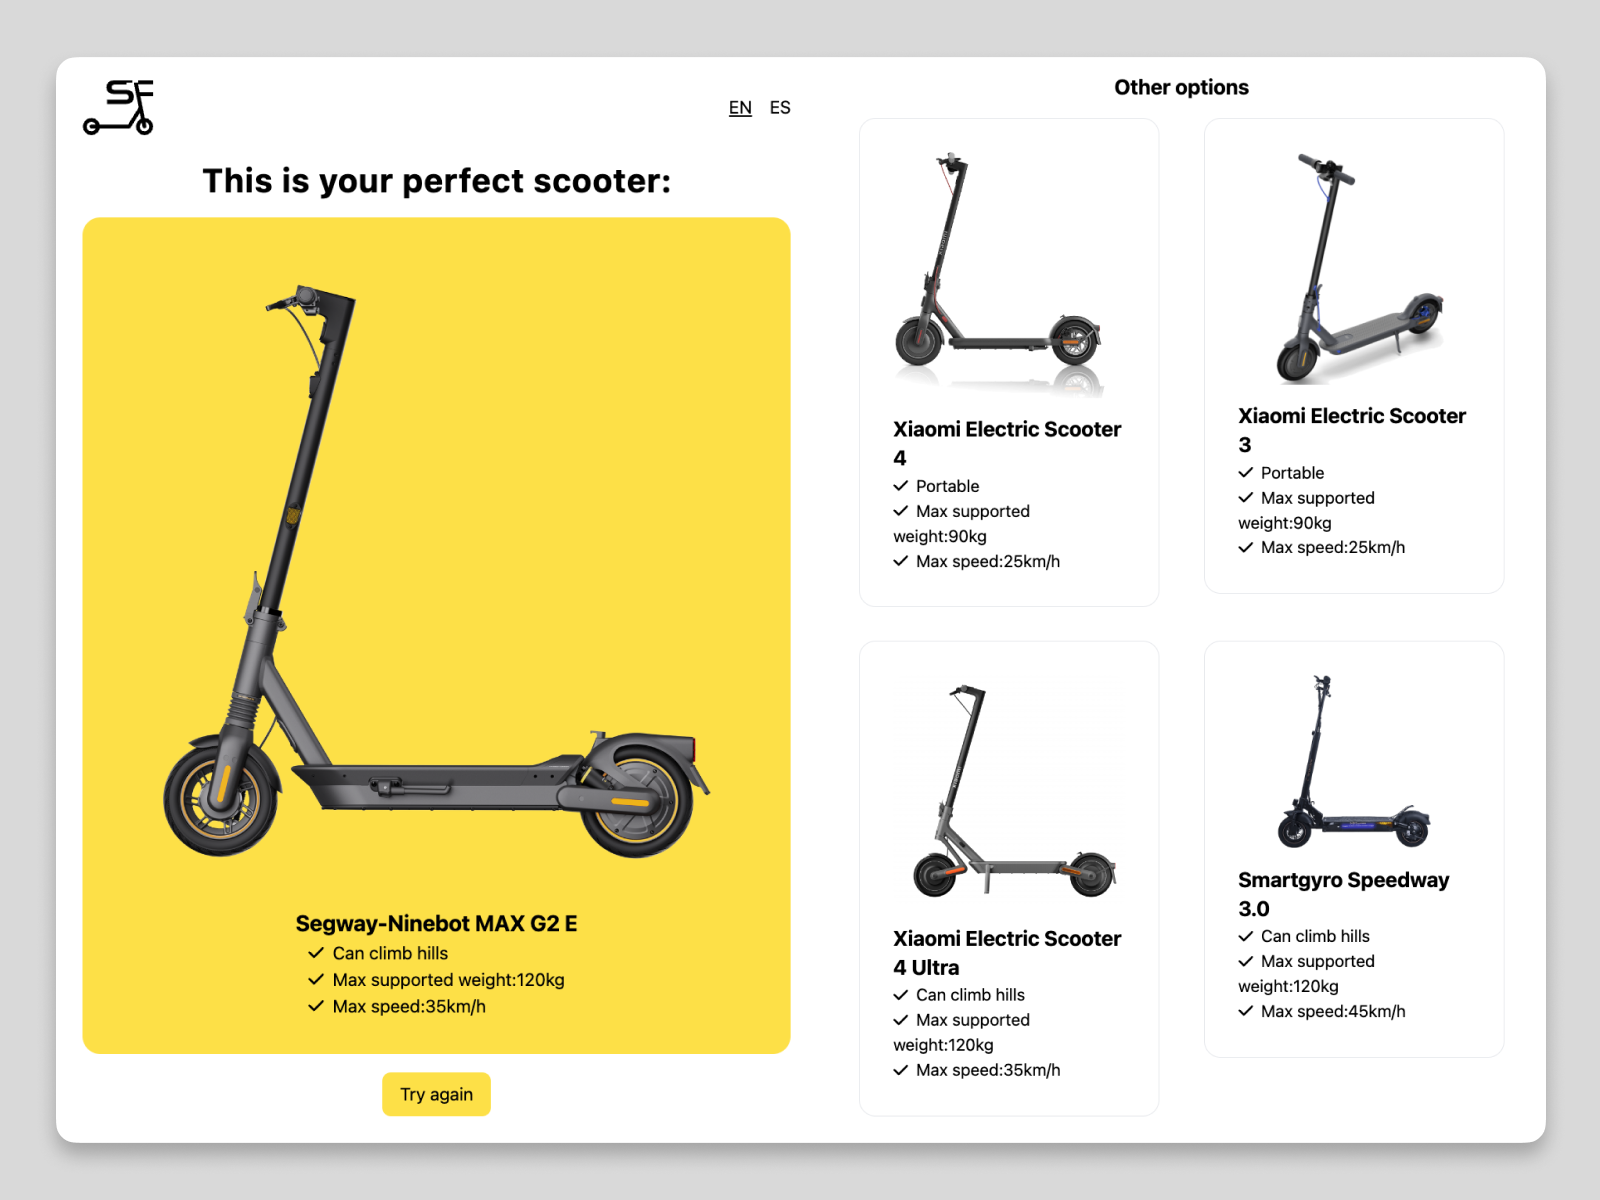 SF
EN ES
This is your perfect scooter:
Segway-Ninebot MAX G2 E
Can climb hills
Max supported weight:120kg
Max speed:35km/h
Try again
Other options
Xiaomi Electric Scooter
4
Portable
Max supported
weight:90kg
Max speed:25km/h
Xiaomi Electric Scooter
3
Portable
Max supported
weight:90kg
Max speed:25km/h
Xiaomi Electric Scooter
4 Ultra
Can climb hills
Max supported
weight:120kg
Max speed:35km/h
Smartgyro Speedway
3.0
Can climb hills
Max supported
weight:120kg
Max speed:45km/h